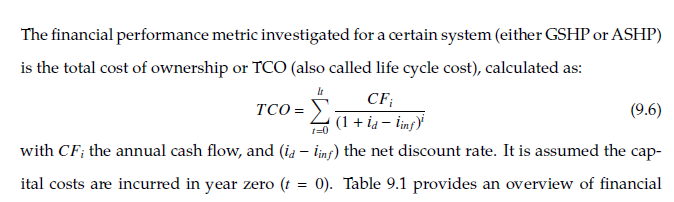 The financial performance metric investigated for a certain system (either GSHP or ASHP)
is the total cost of ownership or TCO (also called life cycle cost), calculated as:
TCO = \sum_{t=0}^{lt} \frac{CF_i}{(1 + i_d - i_{inf})^i} (9.6)
with CF_i the annual cash flow, and (i_d − i_{inf}) the net discount rate. It is assumed the cap-
ital costs are incurred in year zero (t = 0). Table 9.1 provides an overview of financial